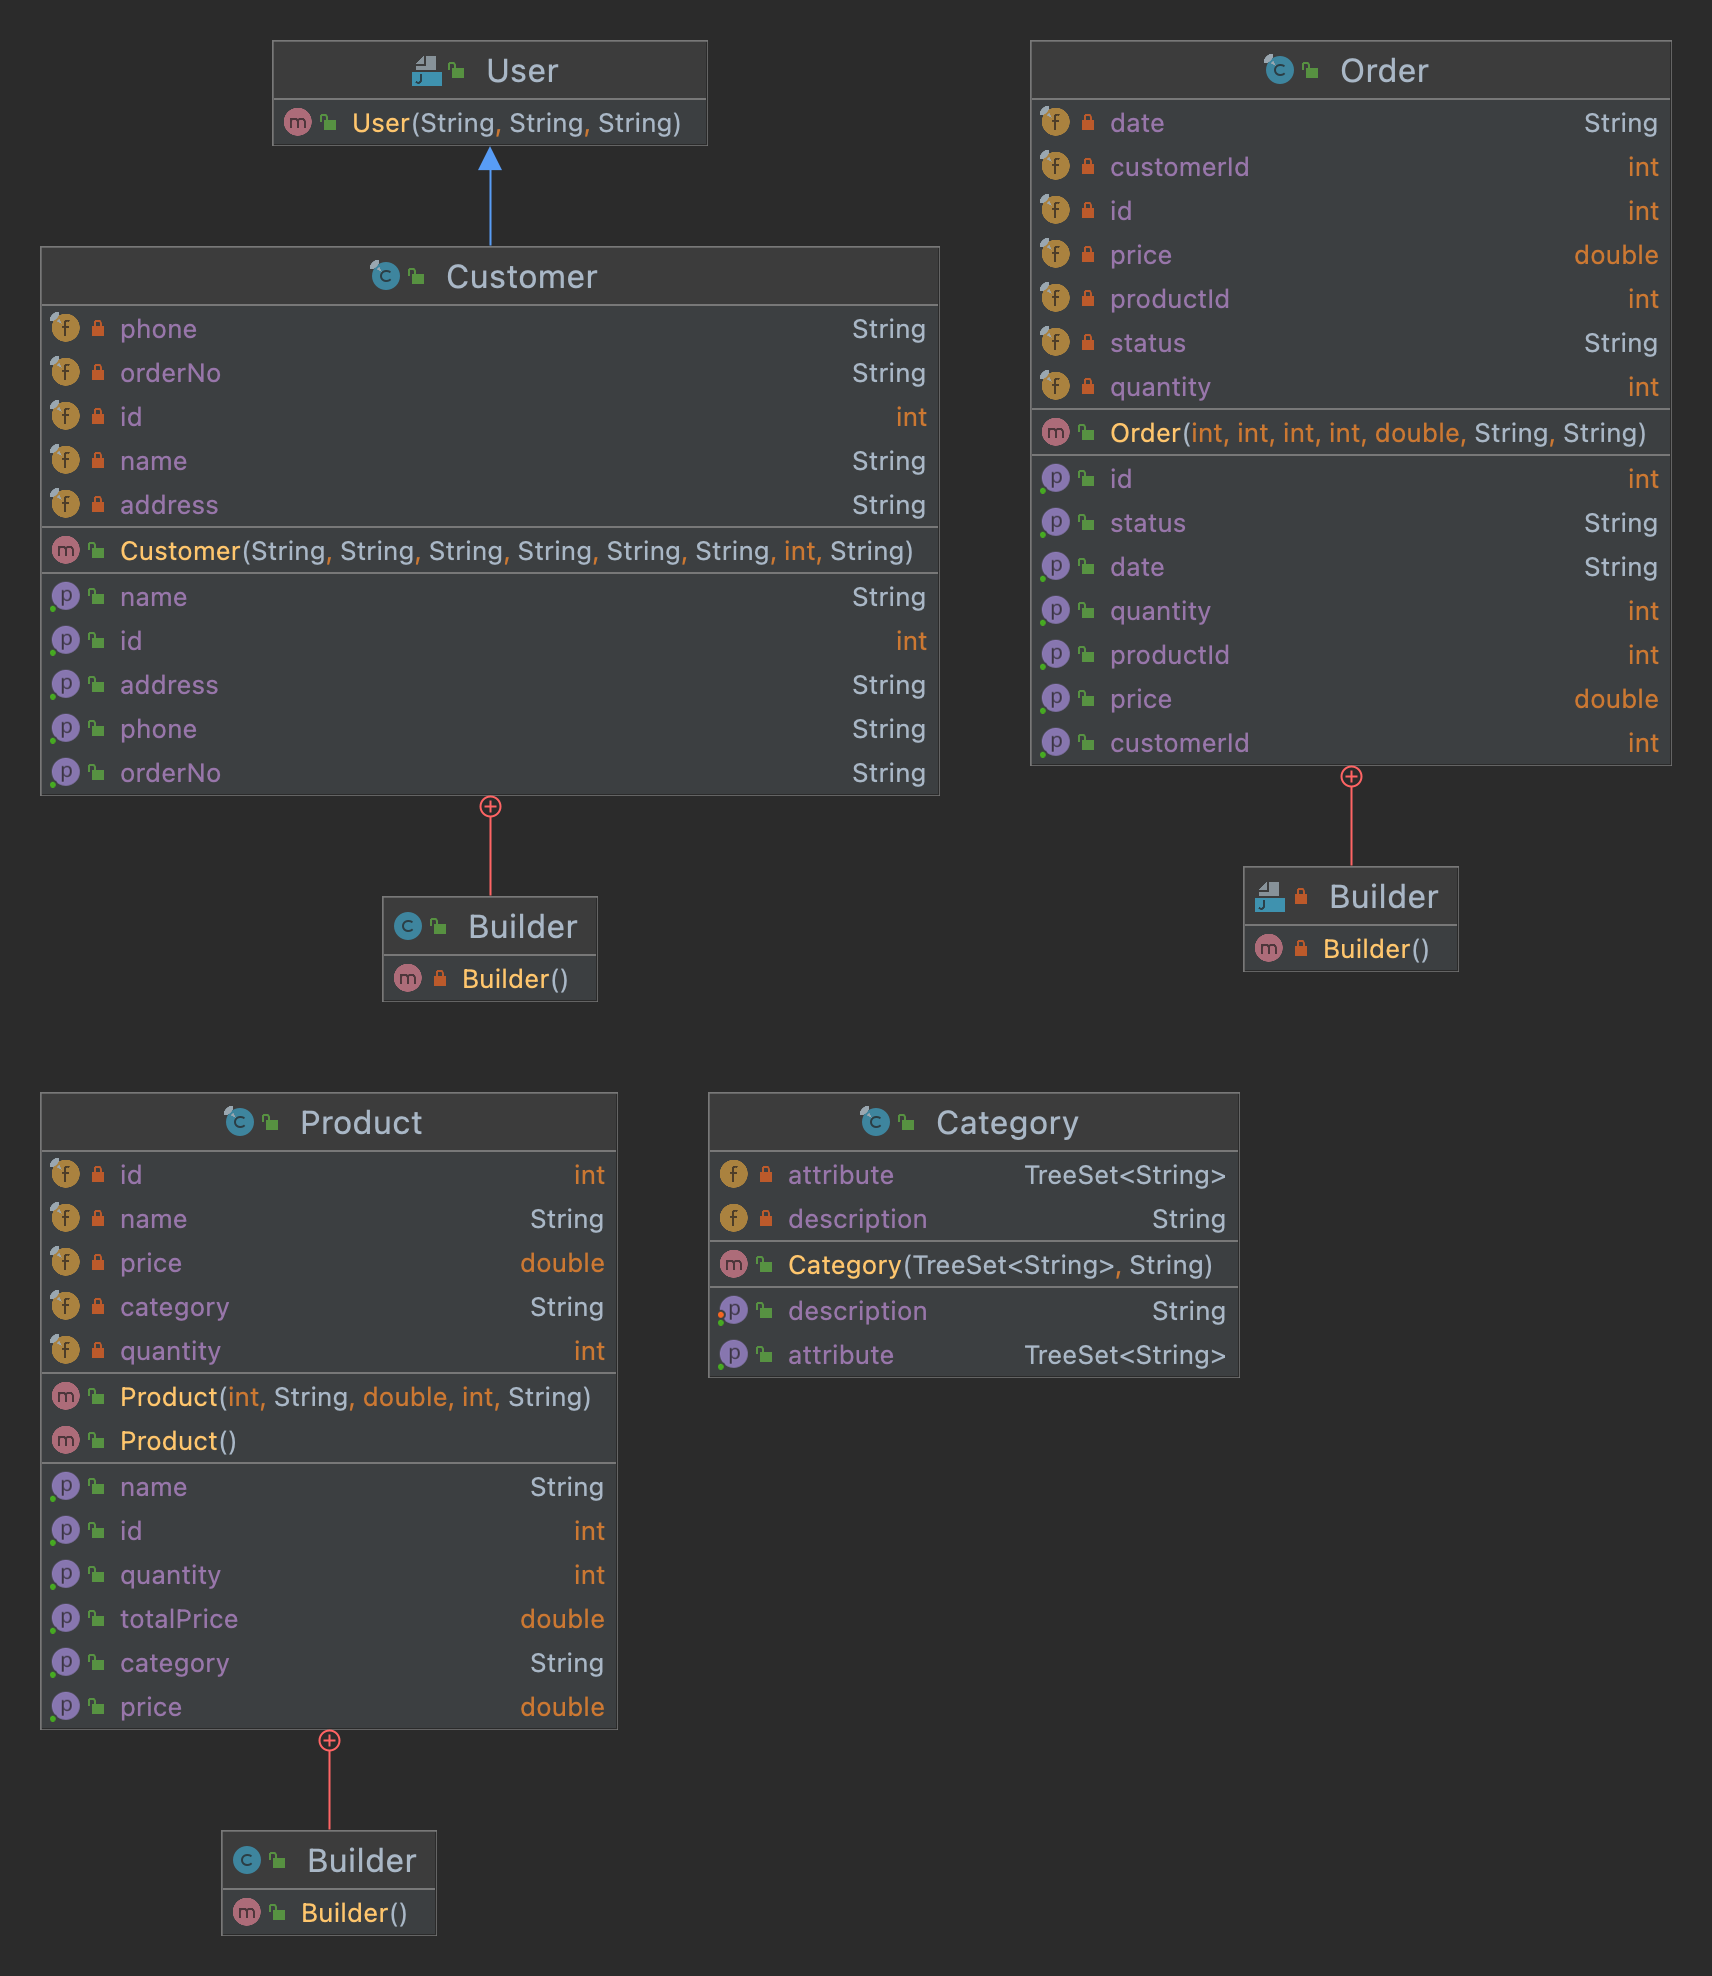 User
User(String, String, String)
Customer
phone String
orderNo String
id int
name String
address String
Customer(String, String, String, String, String, String, int, String)
name String
id int
address String
phone String
orderNo String
Builder
Builder()
Order
date String
customerId int
id int
price double
productId int
status String
quantity int
Order(int, int, int, int, double, String, String)
id int
status String
date String
quantity int
productId int
price double
customerId int
Builder
Builder()
Product
id int
name String
price double
category String
quantity int
Product(int, String, double, int, String)
Product()
name String
id int
quantity int
totalPrice double
category String
price double
Builder
Builder()
Category
attribute TreeSet<String>
description String
Category(TreeSet<String>, String)
description String
attribute TreeSet<String>